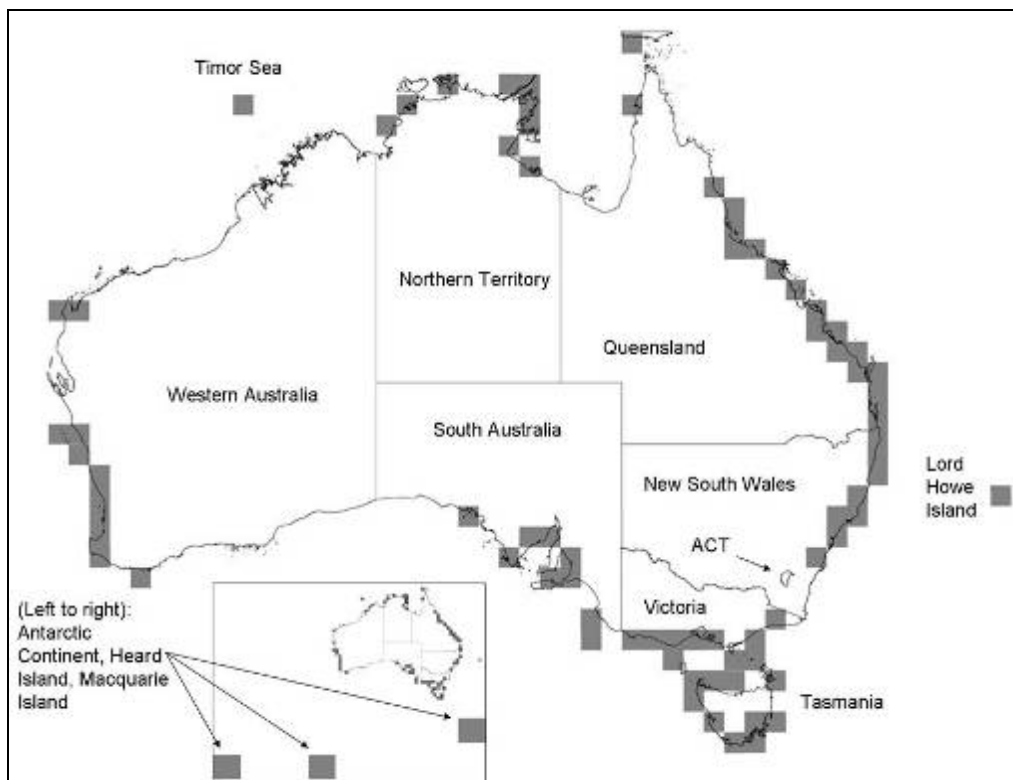 Timor Sea
Northern Territory
Queensland
Western Australia
South Australia
New South Wales
Lord
Howe
Island
ACT
Victoria
(Left to right):
Antarctic
Continent, Heard
Island, Macquarie
Island
Tasmania